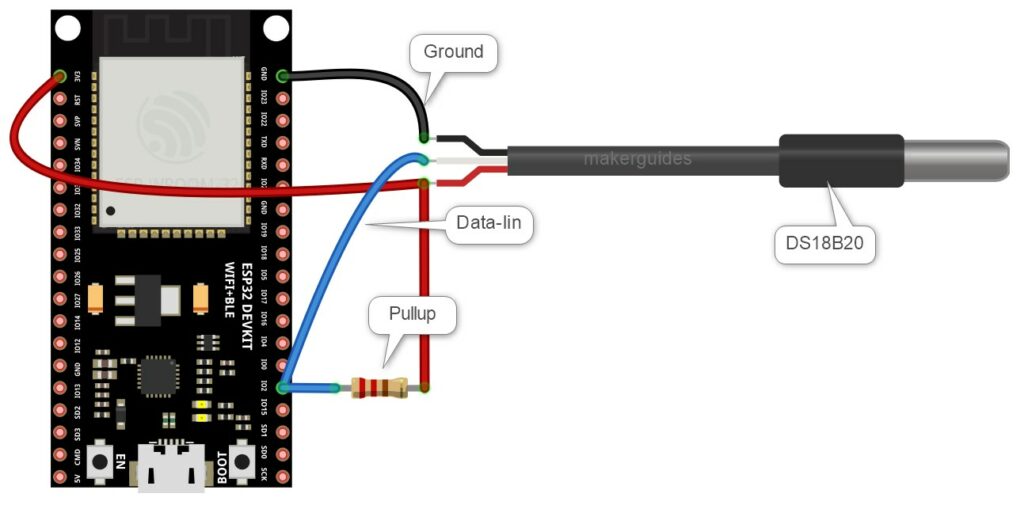 Ground
makerguides
Data-lin
DS18B20
Pullup
ESP32 DEVKIT
WIFI+BLE
EN
BOOT
3V3
RST
SVP
SVN
IO34
IO32
IO33
IO25
IO26
IO27
IO14
IO12
GND
IO13
SD2
SD3
CMD
5V
GND
IO23
IO22
TXD
RXD
GND
IO19
IO18
IO5
IO17
IO16
IO4
IO0
IO2
IO15
SD1
SD0
SCK